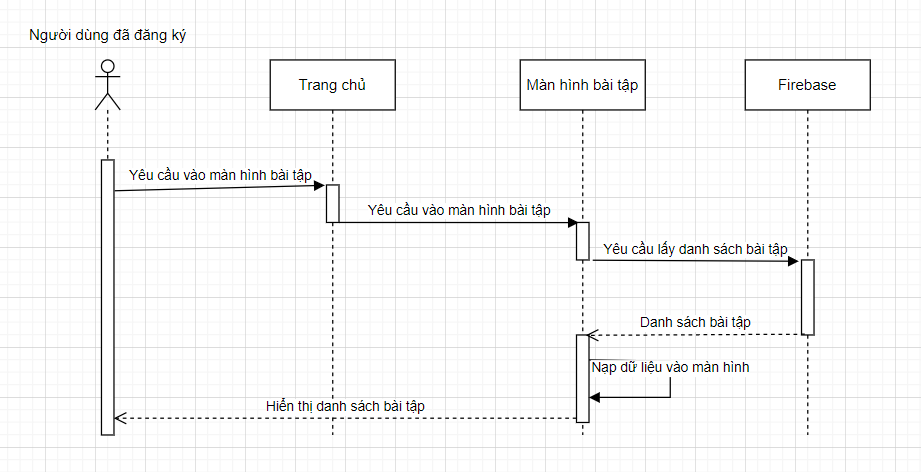 Người dùng đã đăng ký
Trang chủ
Màn hình bài tập
Firebase
Yêu cầu vào màn hình bài tập
Yêu cầu vào màn hình bài tập
Yêu cầu lấy danh sách bài tập
Danh sách bài tập
Nạp dữ liệu vào màn hình
Hiển thị danh sách bài tập